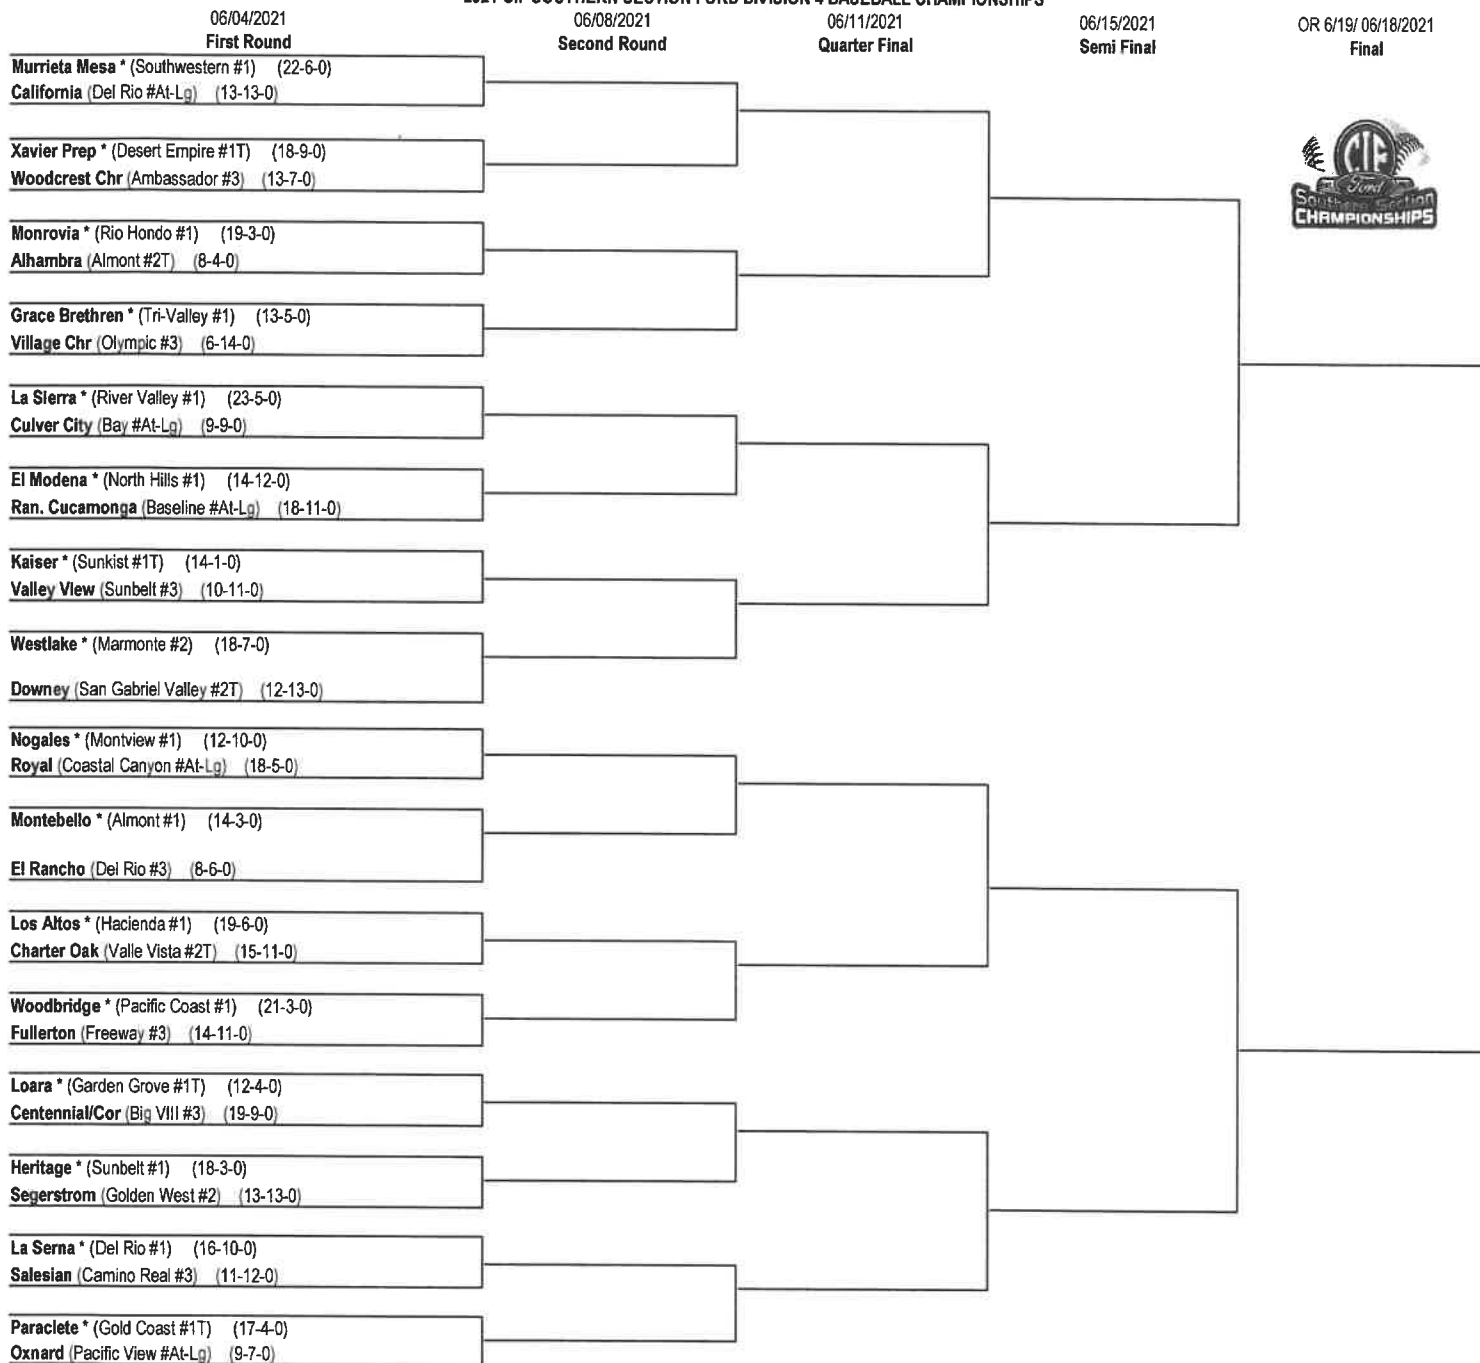 2021 CIF SOUTHERN SECTION FORD DIVISION 4 BASEBALL CHAMPIONSHIPS
06/04/2021 06/08/2021 06/11/2021 06/15/2021 OR 6/19/ 06/18/2021
First Round Second Round Quarter Final Semi Final Final
Murrieta Mesa * (Southwestern #1) (22-6-0)
California (Del Rio #At-Lg) (13-13-0)
Xavier Prep * (Desert Empire #1T) (18-9-0)
Woodcrest Chr (Ambassador #3) (13-7-0)
Monrovia * (Rio Hondo #1) (19-3-0)
Alhambra (Almont #2T) (8-4-0)
Grace Brethren * (Tri-Valley #1) (13-5-0)
Village Chr (Olympic #3) (6-14-0)
La Sierra * (River Valley #1) (23-5-0)
Culver City (Bay #At-Lg) (9-9-0)
El Modena * (North Hills #1) (14-12-0)
Ran. Cucamonga (Baseline #At-Lg) (18-11-0)
Kaiser * (Sunkist #1T) (14-1-0)
Valley View (Sunbelt #3) (10-11-0)
Westlake * (Marmonte #2) (18-7-0)
Downey (San Gabriel Valley #2T) (12-13-0)
Nogales * (Montview #1) (12-10-0)
Royal (Coastal Canyon #At-Lg) (18-5-0)
Montebello * (Almont #1) (14-3-0)
El Rancho (Del Rio #3) (8-6-0)
Los Altos * (Hacienda #1) (19-6-0)
Charter Oak (Valle Vista #2T) (15-11-0)
Woodbridge * (Pacific Coast #1) (21-3-0)
Fullerton (Freeway #3) (14-11-0)
Loara * (Garden Grove #1T) (12-4-0)
Centennial/Cor (Big VIII #3) (19-9-0)
Heritage * (Sunbelt #1) (18-3-0)
Segerstrom (Golden West #2) (13-13-0)
La Serna * (Del Rio #1) (16-10-0)
Salesian (Camino Real #3) (11-12-0)
Paraclete * (Gold Coast #1T) (17-4-0)
Oxnard (Pacific View #At-Lg) (9-7-0)
CIF
Ford
Southern Section
CHAMPIONSHIPS